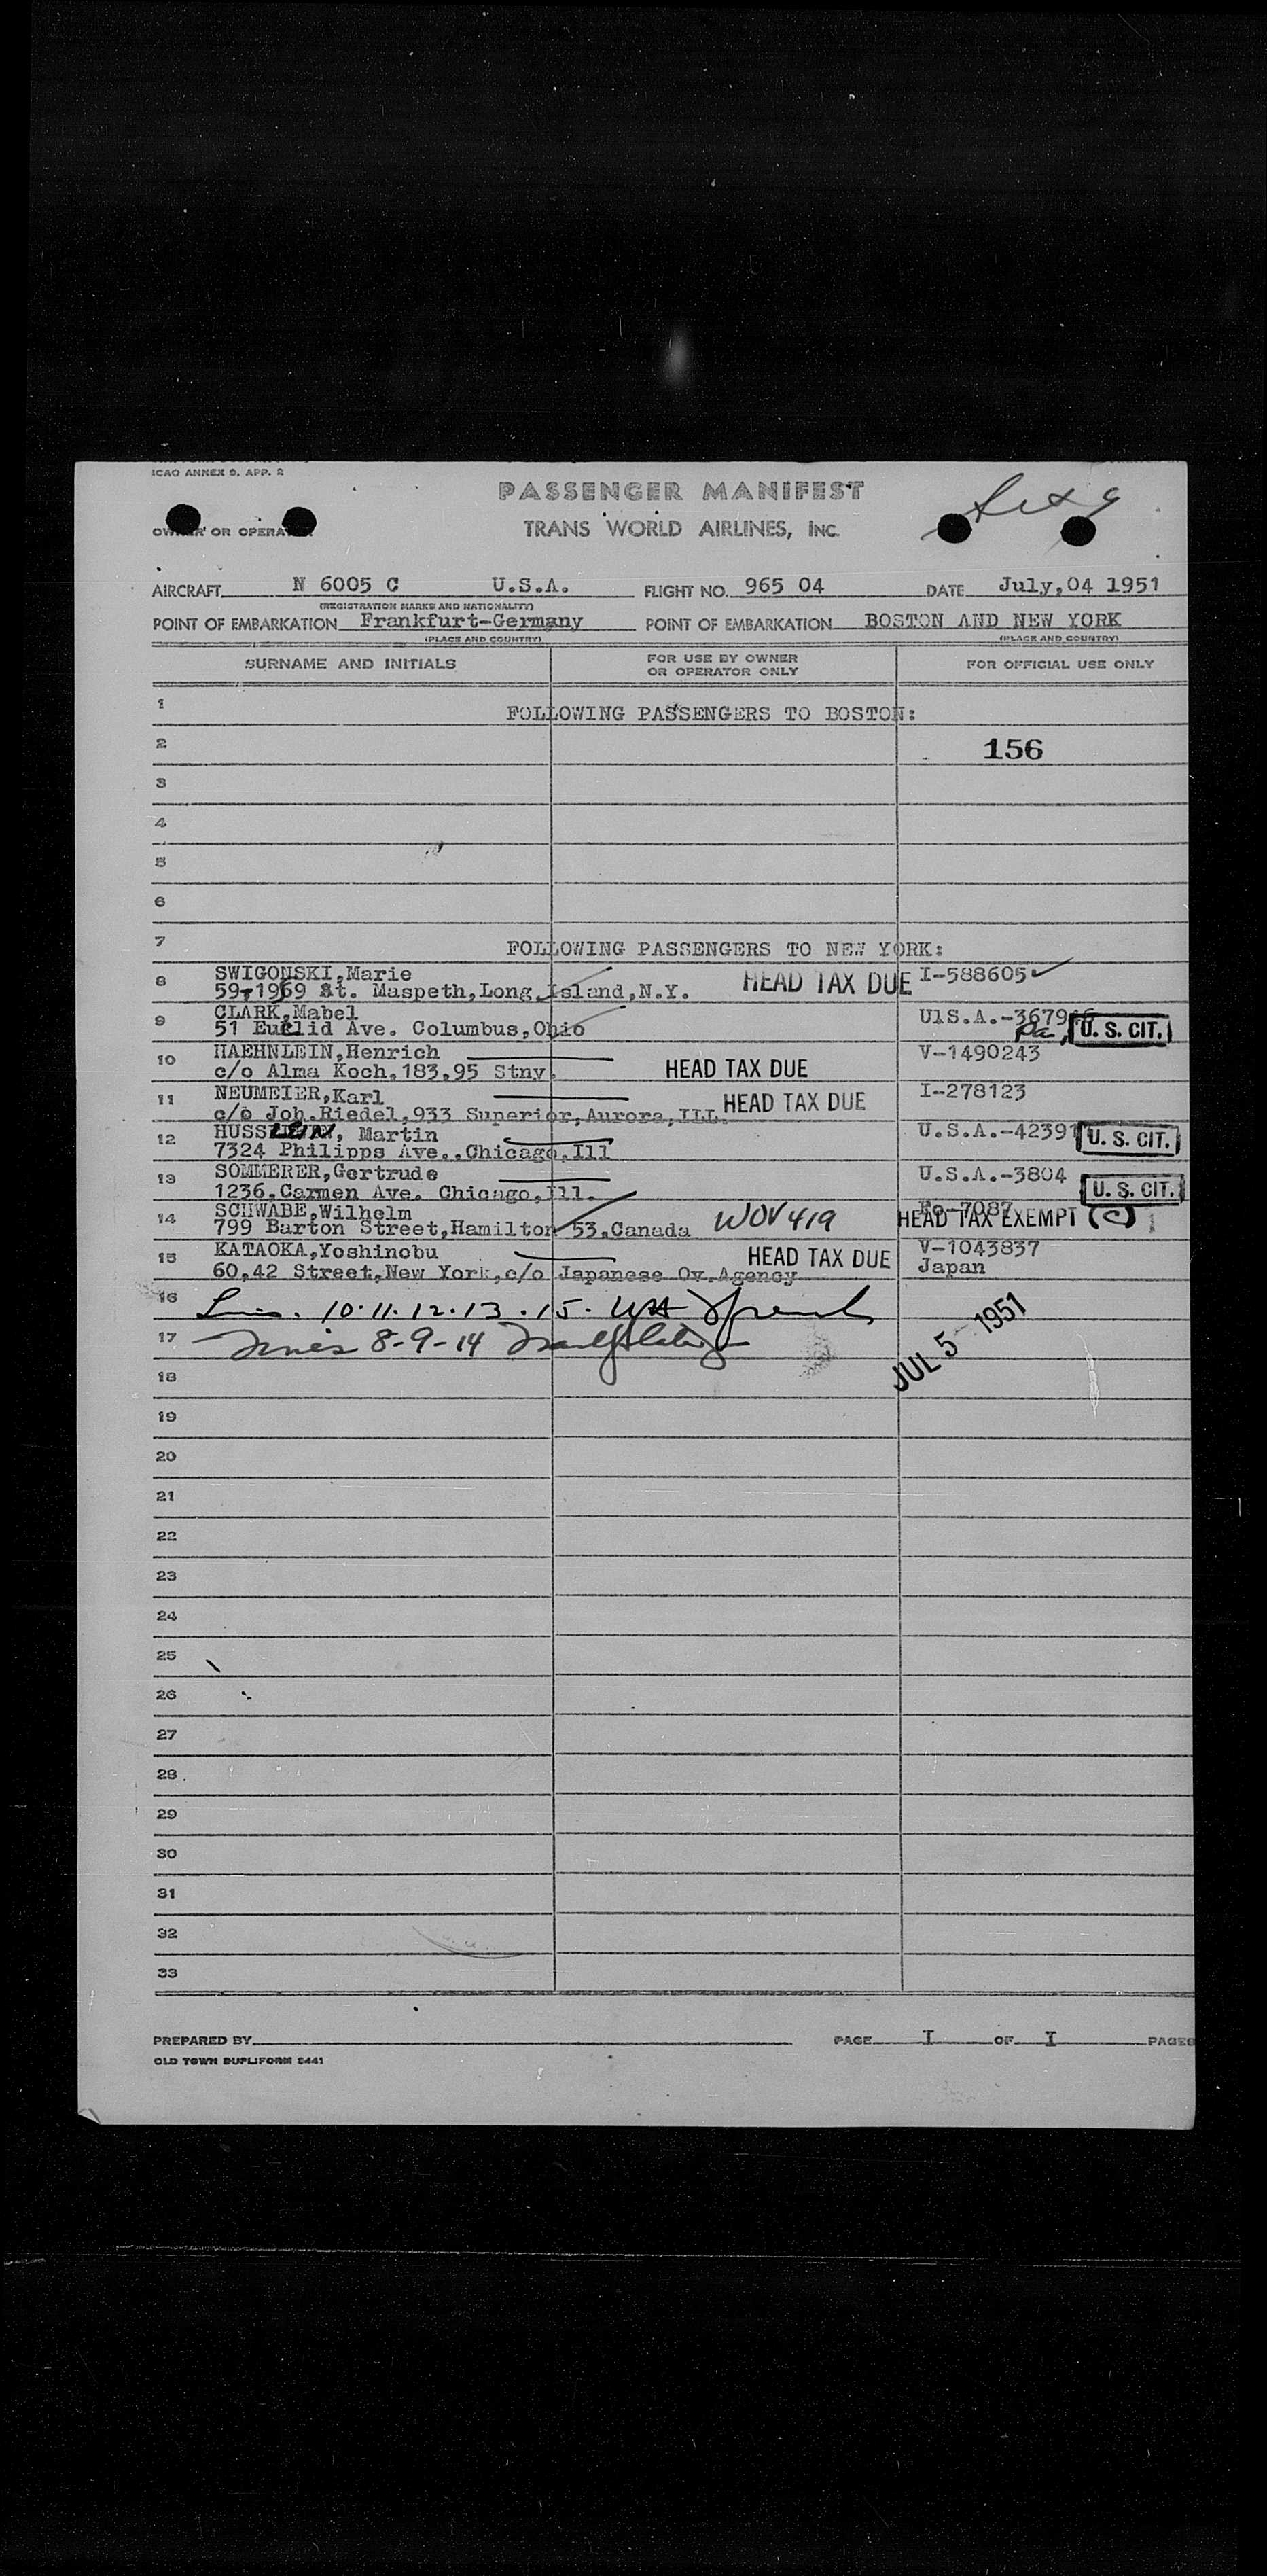 ICAO ANNEX 9, APP. 2
PASSENGER MANIFEST
OWNER OR OPERATOR
TRANS WORLD AIRLINES, INC.
AIRCRAFT N 6005 C U.S.A. FLIGHT NO. 965 04 DATE July,04 1951
(REGISTRATION MARKS AND NATIONALITY)
POINT OF EMBARKATION Frankfurt-Germany POINT OF EMBARKATION BOSTON AND NEW YORK
(PLACE AND COUNTRY) (PLACE AND COUNTRY)
SURNAME AND INITIALS FOR USE BY OWNER OR OPERATOR ONLY FOR OFFICIAL USE ONLY
1 FOLLOWING PASSENGERS TO BOSTON:
2 156
3
4
5
6
7 FOLLOWING PASSENGERS TO NEW YORK:
8 SWIGONSKI,Marie HEAD TAX DUE I-588605
59-1969 St. Maspeth,Long Island,N.Y.
9 CLARK,Mabel
51 Euclid Ave. Columbus,Ohio U. S. CIT.
10 HAEHNLEIN,Henrich V-1490243
c/o Alma Koch,183,95 Stny. HEAD TAX DUE
11 NEUMEIER,Karl HEAD TAX DUE I-278123
c/o Joh.Riedel,933 Superior,Aurora,ILL.
12 HUSSLEIN, Martin U.S.A.-42391 U. S. CIT.
7324 Philipps Ave.,Chicago,Ill
13 SOMMERER,Gertrude U.S.A.-3804
1236,Carmen Ave. Chicago,Ill. U. S. CIT.
14 SCHWABE,Wilhelm WOV419 -7087 HEAD TAX EXEMPT (C)
799 Barton Street,Hamilton 53,Canada
15 KATAOKA,Yoshinobu HEAD TAX DUE V-1043837
60,42 Street,New York,c/o Japanese Ov.Agency Japan
16 10.11.12.13.15.
17 Lines 8-9-14
JUL 5 1951
18
19
20
21
22
23
24
25
26
27
28
29
30
31
32
33
PREPARED BY PAGE I OF I PAGES
OLD TOWN DUPLIFORM 5441